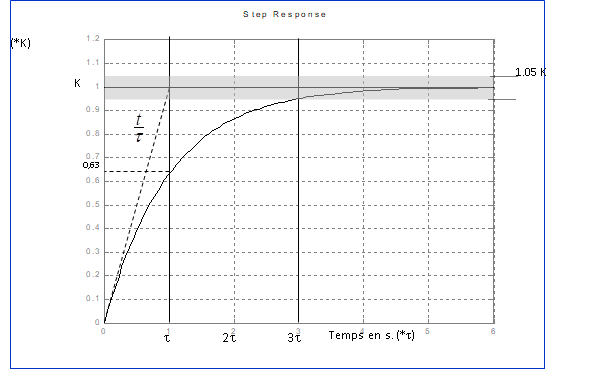 Step Response
(*K)
1.2
1.1
1.05 K
K
1
0.9
t
τ
0.8
0.7
0,63
0.6
0.5
0.4
0.3
0.2
0.1
0
0 1 2 3 4 5 6
τ 2τ 3τ Temps en s. (*τ)